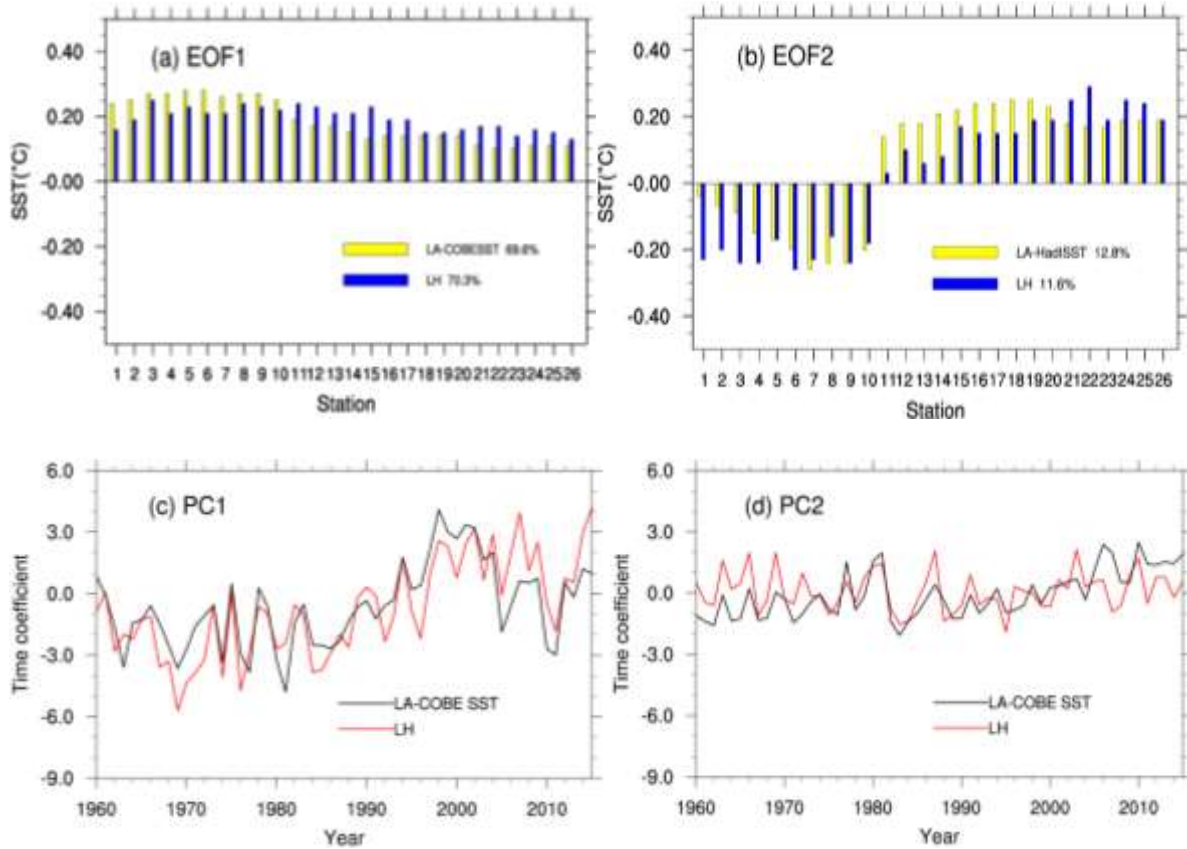 (a) EOF1
SST(°C)
0.40
0.20
-0.00
-0.20
-0.40
LA-COBESST 69.6%
LH 70.3%
1 2 3 4 5 6 7 8 9 10 11 12 13 14 15 16 17 18 19 20 21 22 23 24 25 26
Station
(b) EOF2
SST(°C)
0.40
0.20
-0.00
-0.20
-0.40
LA-HadISST 12.8%
LH 11.6%
1 2 3 4 5 6 7 8 9 10 11 12 13 14 15 16 17 18 19 20 21 22 23 24 25 26
Station
(c) PC1
Time coefficient
6.0
3.0
0.0
-3.0
-6.0
-9.0
LA-COBE SST
LH
1960 1970 1980 1990 2000 2010
Year
(d) PC2
Time coefficient
6.0
3.0
0.0
-3.0
-6.0
-9.0
LA-COBE SST
LH
1960 1970 1980 1990 2000 2010
Year